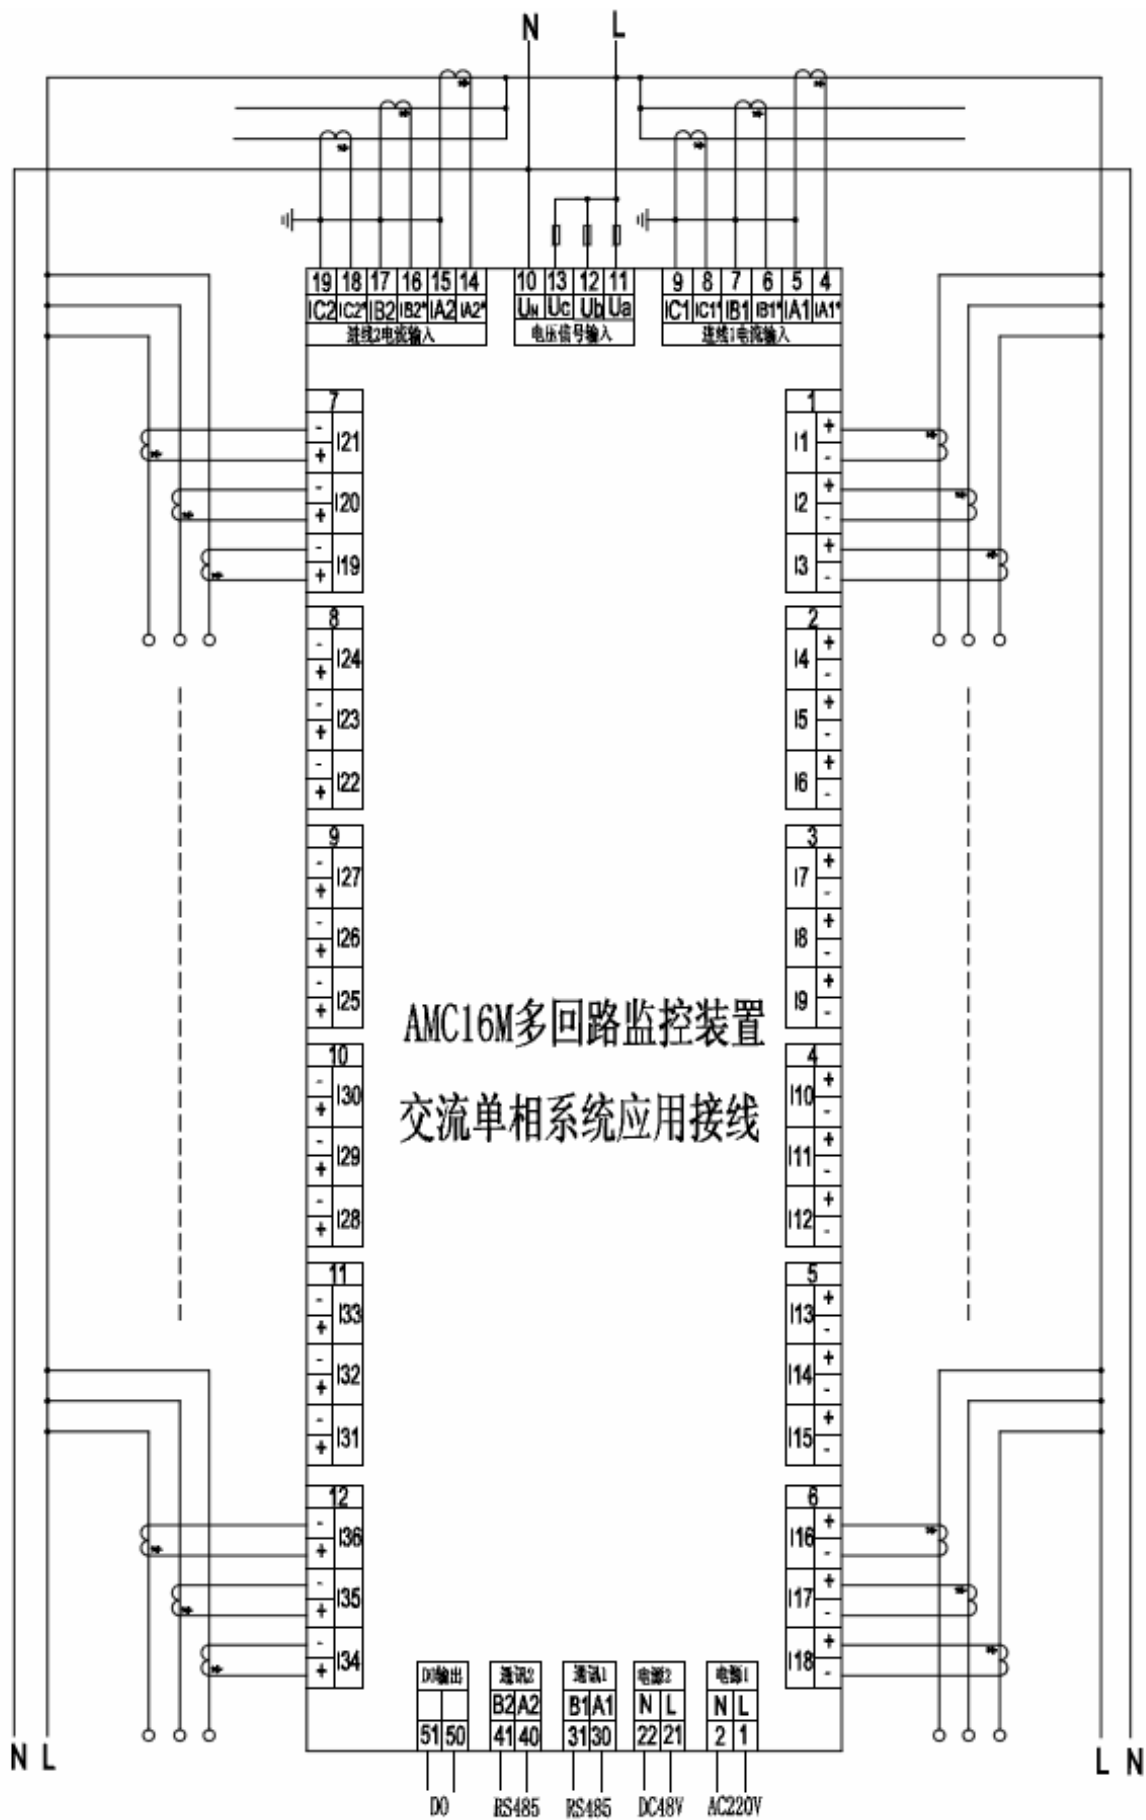 N L
19 18 17 16 15 14
IC2 IC2* IB2 IB2* IA2 IA2*
进线2电流输入
10 13 12 11
UN Uc Ub Ua
电压信号输入
9 8 7 6 5 4
IC1 IC1* IB1 IB1* IA1 IA1*
进线1电流输入
7
- I21
+
- I20
+
- I19
+
8
- I24
+
- I23
+
- I22
+
9
- I27
+
- I26
+
- I25
+
10
- I30
+
- I29
+
- I28
+
11
- I33
+
- I32
+
- I31
+
12
- I36
+
- I35
+
- I34
+
1
I1 +
-
I2 +
-
I3 +
-
2
I4 +
-
I5 +
-
I6 +
-
3
I7 +
-
I8 +
-
I9 +
-
4
I10 +
-
I11 +
-
I12 +
-
5
I13 +
-
I14 +
-
I15 +
-
6
I16 +
-
I17 +
-
I18 +
-
AMC16M多回路监控装置
交流单相系统应用接线
DO输出 通讯2 通讯1 电源2 电源1
B2 A2 B1 A1 N L N L
51 50 41 40 31 30 22 21 2 1
N L L N
DO RS485 RS485 DC48V AC220V